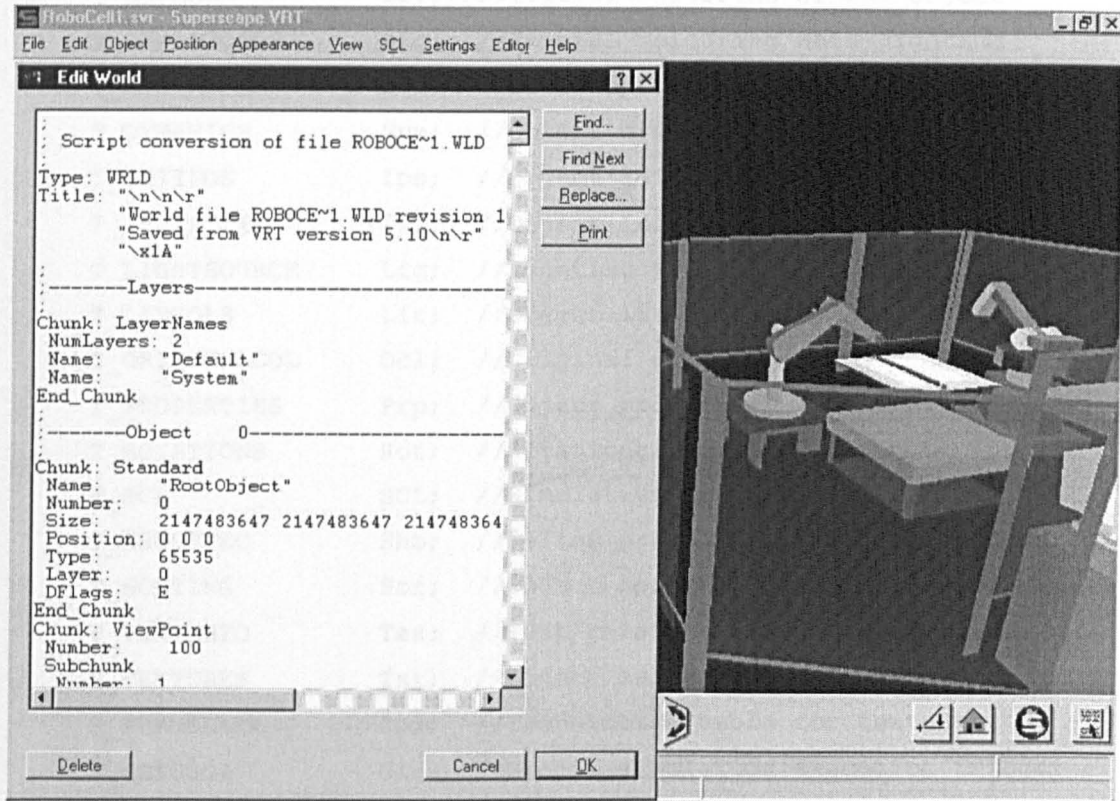 RoboCell1.svr - Superscape VRT
File Edit Object Position Appearance View SCL Settings Editor Help
Edit World
;
; Script conversion of file ROBOCE~1.WLD
;
Type: WRLD
Title: "\n\n\r"
"World file ROBOCE~1.WLD revision 1
"Saved from VRT version 5.10\n\r"
"\x1A"
;
;--------Layers--------
;
Chunk: LayerNames
NumLayers: 2
Name: "Default"
Name: "System"
End_Chunk
;
;--------Object 0--------
;
Chunk: Standard
Name: "RootObject"
Number: 0
Size: 2147483647 2147483647 214748364
Position: 0 0 0
Type: 65535
Layer: 0
DFlags: E
End_Chunk
Chunk: ViewPoint
Number: 100
Subchunk
Number: 1
Find...
Find Next
Replace...
Print
Delete
Cancel
OK